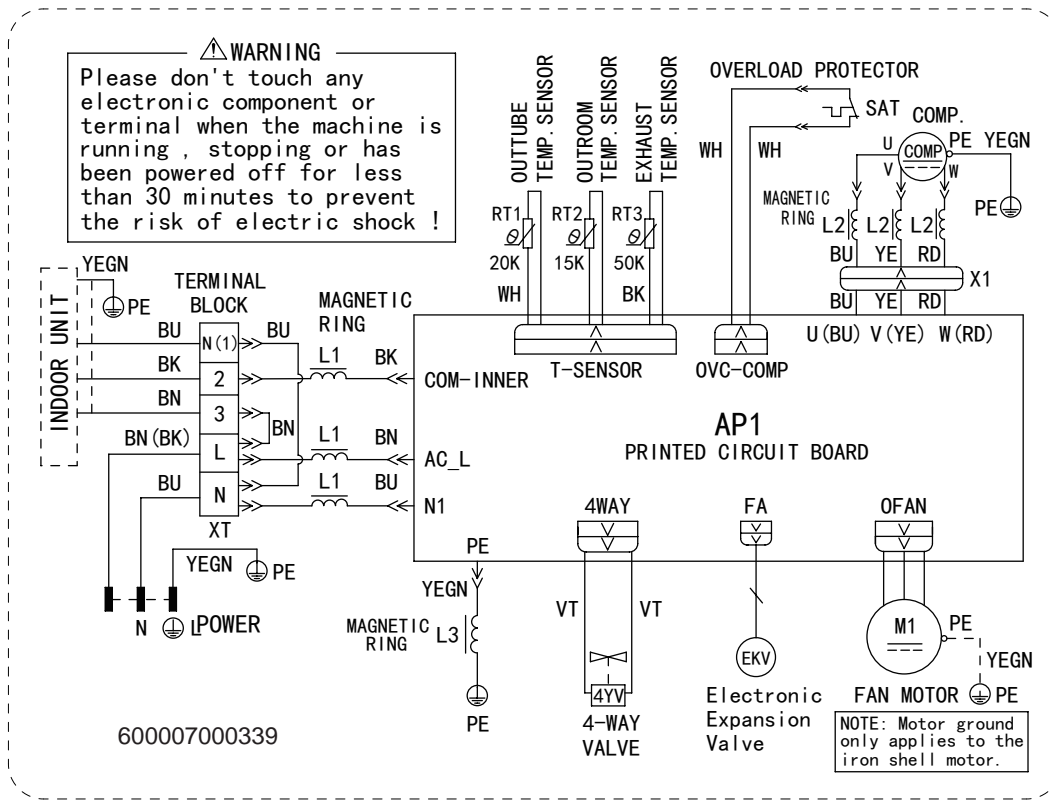 WARNING
Please don't touch any
electronic component or
terminal when the machine is
running , stopping or has
been powered off for less
than 30 minutes to prevent
the risk of electric shock !
OUTTUBE
TEMP. SENSOR
OUTROOM
TEMP. SENSOR
EXHAUST
TEMP. SENSOR
RT1
RT2
RT3
θ
θ
θ
20K
15K
50K
WH
BK
OVERLOAD PROTECTOR
SAT
WH
WH
COMP.
COMP
U
V
W
PE YEGN
PE
MAGNETIC
RING
L2
L2
L2
BU
YE
RD
X1
BU
YE
RD
U(BU) V(YE) W(RD)
INDOOR UNIT
YEGN
PE
TERMINAL
BLOCK
BU
N(1)
BU
BK
2
BN
3
BN
BN(BK)
L
BU
N
XT
MAGNETIC
RING
L1
BK
L1
BN
L1
BU
COM-INNER
AC_L
N1
T-SENSOR
OVC-COMP
AP1
PRINTED CIRCUIT BOARD
4WAY
FA
OFAN
PE
YEGN
PE
N
L
POWER
YEGN
MAGNETIC
RING
L3
PE
VT
VT
4YV
4-WAY
VALVE
EKV
Electronic
Expansion
Valve
M1
PE
YEGN
FAN MOTOR
PE
NOTE: Motor ground
only applies to the
iron shell motor.
600007000339